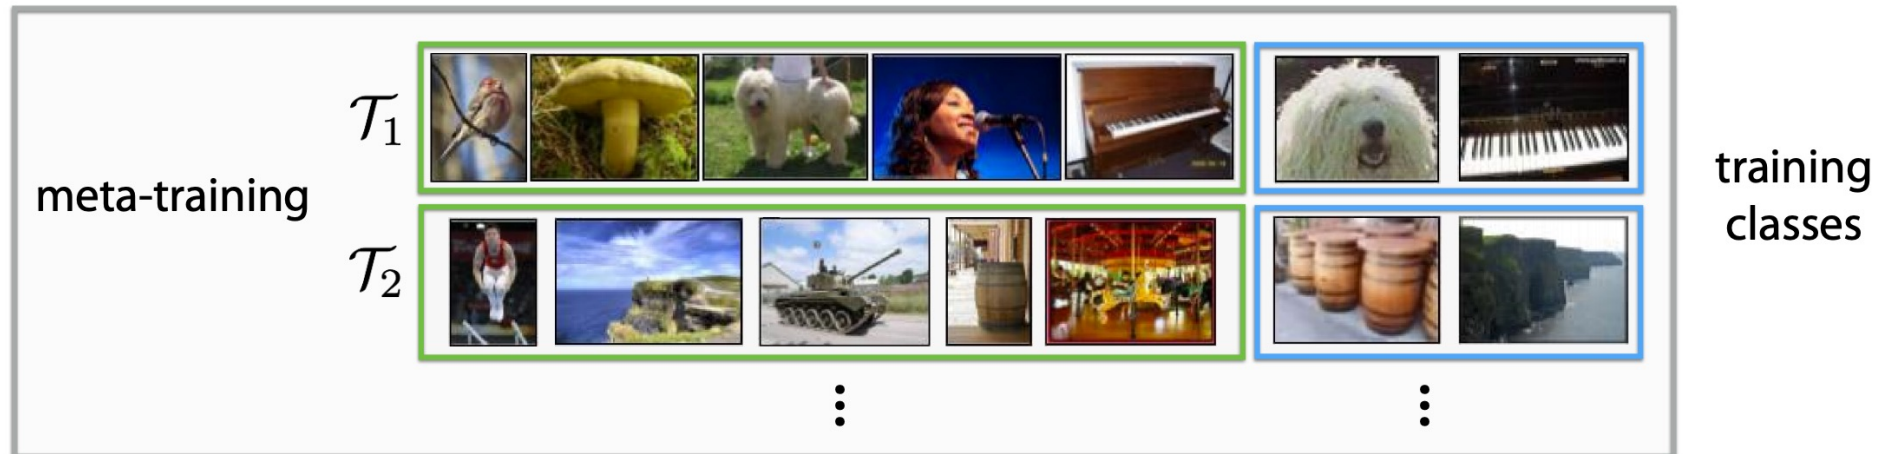 meta-training
𝒯₁
𝒯₂
training
classes